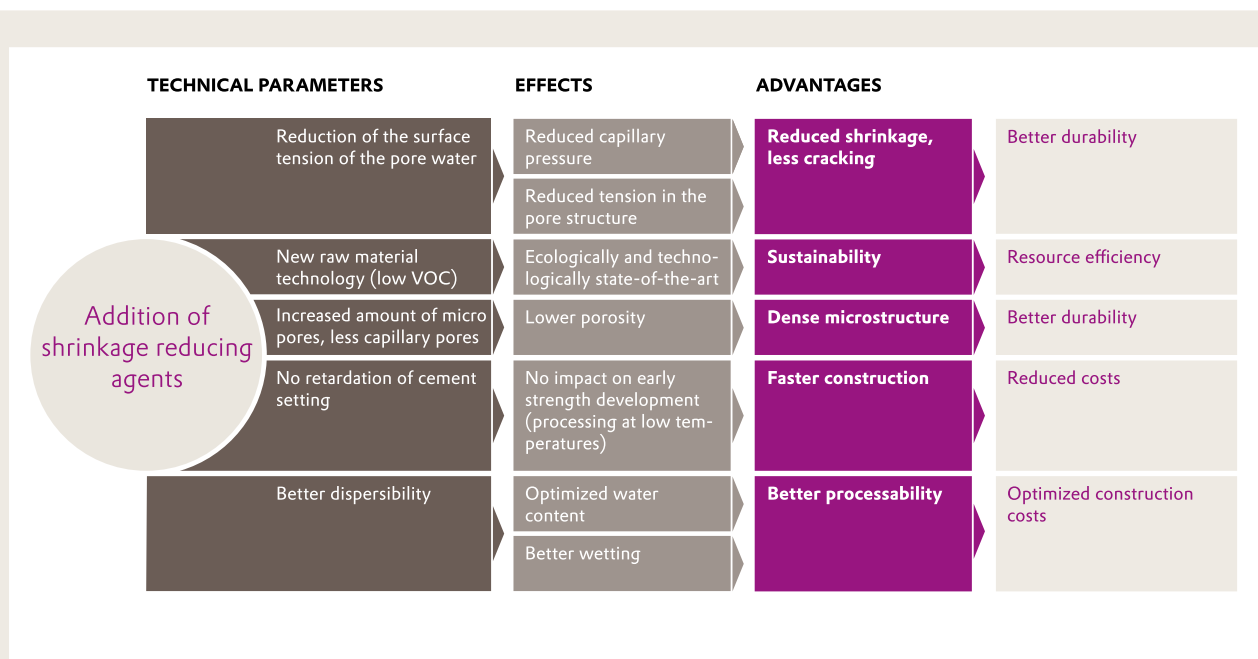 TECHNICAL PARAMETERS
EFFECTS
ADVANTAGES
Addition of
shrinkage reducing
agents
Reduction of the surface
tension of the pore water
Reduced capillary
pressure
Reduced tension in the
pore structure
Reduced shrinkage,
less cracking
Better durability
New raw material
technology (low VOC)
Ecologically and techno-
logically state-of-the-art
Sustainability
Resource efficiency
Increased amount of micro
pores, less capillary pores
Lower porosity
Dense microstructure
Better durability
No retardation of cement
setting
No impact on early
strength development
(processing at low tem-
peratures)
Faster construction
Reduced costs
Better dispersibility
Optimized water
content
Better wetting
Better processability
Optimized construction
costs